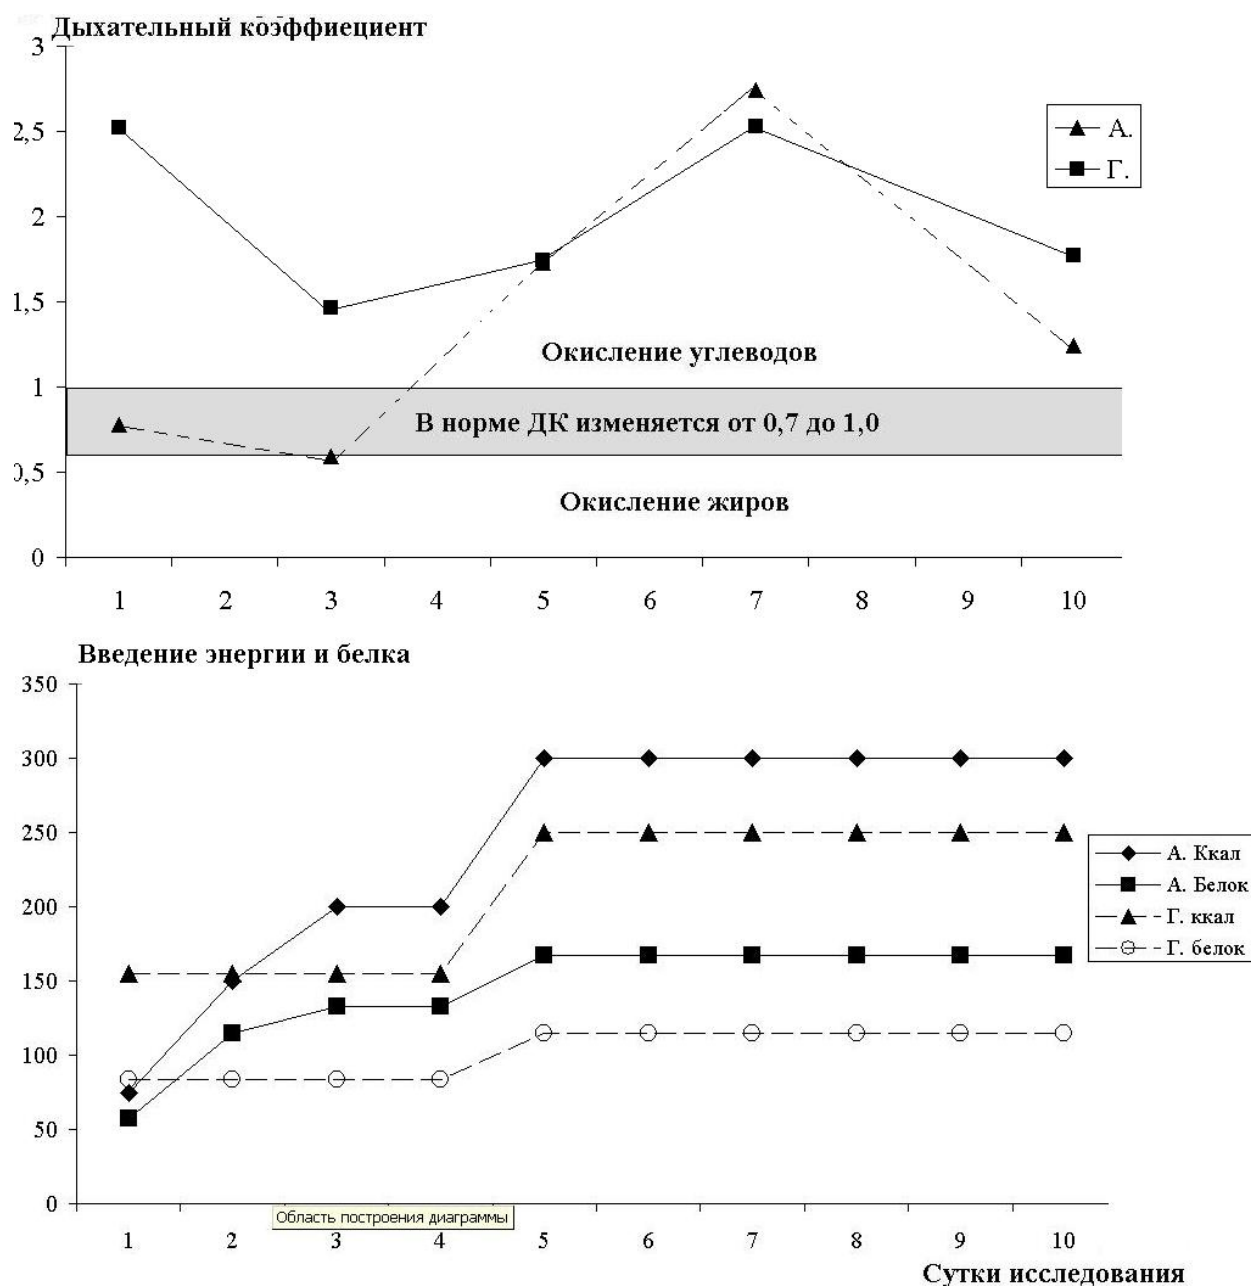 Дыхательный коэффициент
3
2,5
2
1,5
1
0,5
0
А.
Г.
Окисление углеводов
В норме ДК изменяется от 0,7 до 1,0
Окисление жиров
1 2 3 4 5 6 7 8 9 10
Введение энергии и белка
350
300
250
200
150
100
50
0
А. Ккал
А. Белок
Г. ккал
Г. белок
Область построения диаграммы
1 2 3 4 5 6 7 8 9 10
Сутки исследования